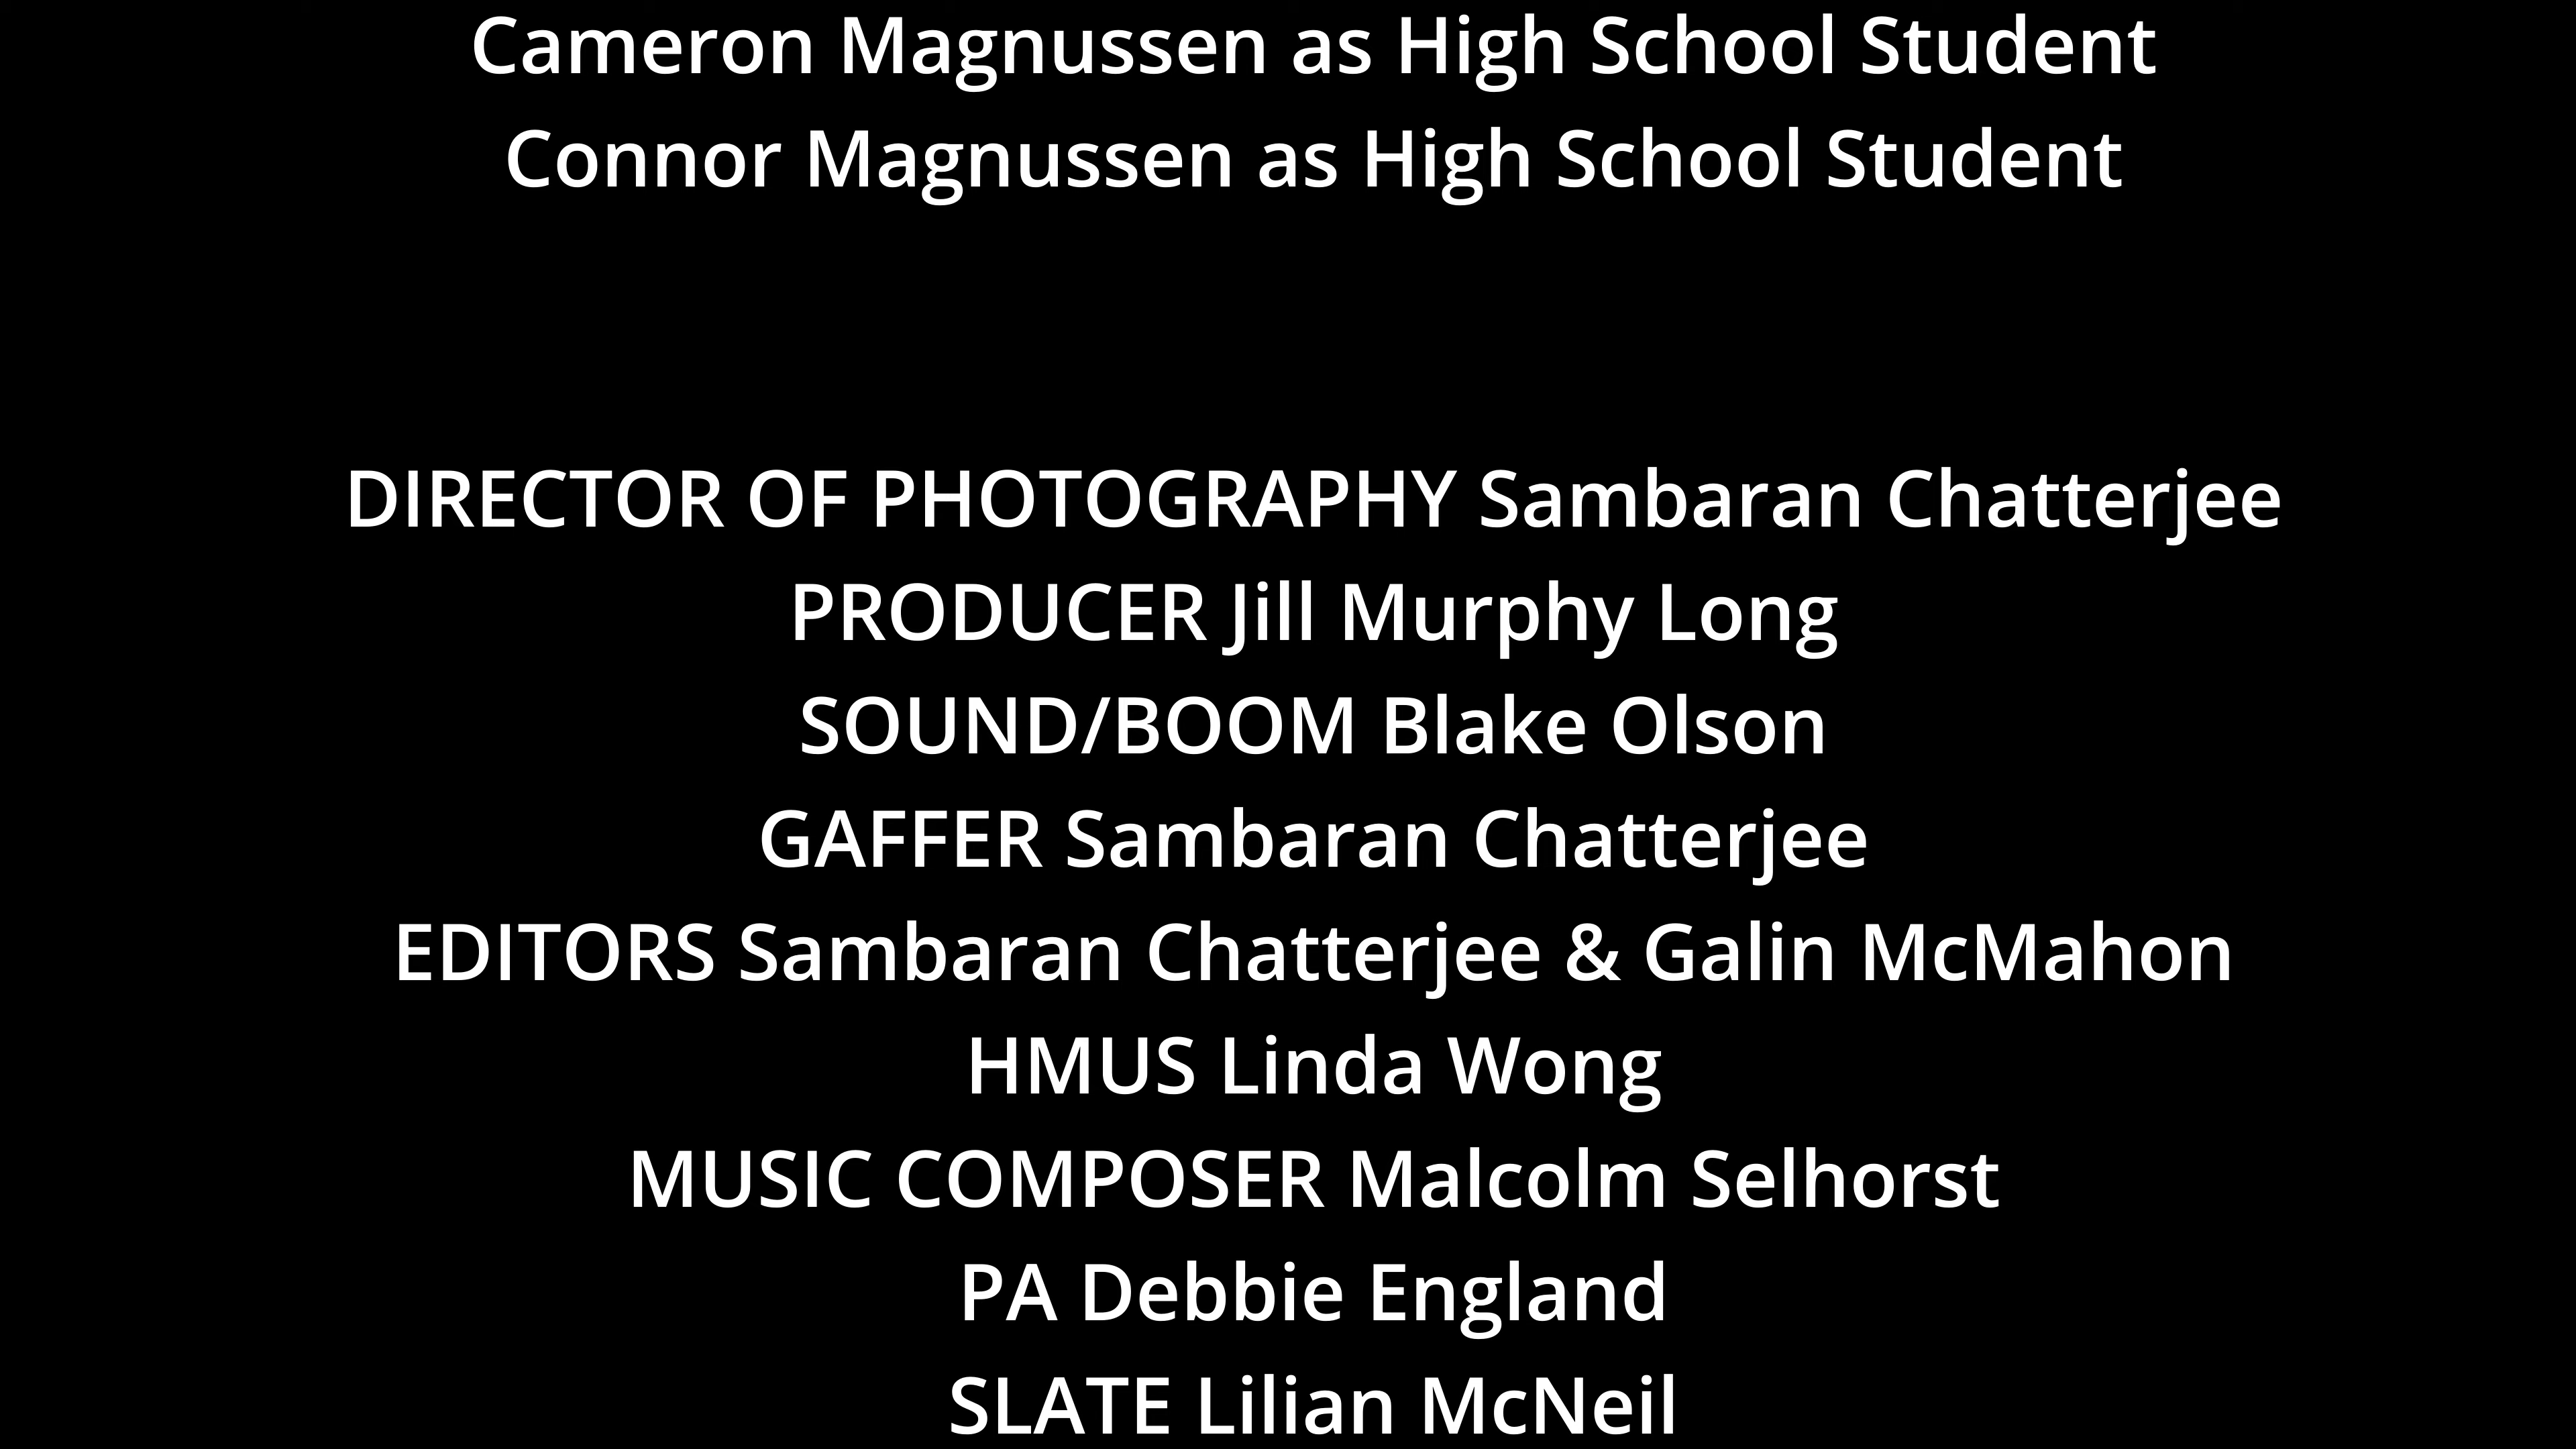 Cameron Magnussen as High School Student
Connor Magnussen as High School Student
DIRECTOR OF PHOTOGRAPHY Sambaran Chatterjee
PRODUCER Jill Murphy Long
SOUND/BOOM Blake Olson
GAFFER Sambaran Chatterjee
EDITORS Sambaran Chatterjee & Galin McMahon
HMUS Linda Wong
MUSIC COMPOSER Malcolm Selhorst
PA Debbie England
SLATE Lilian McNeil